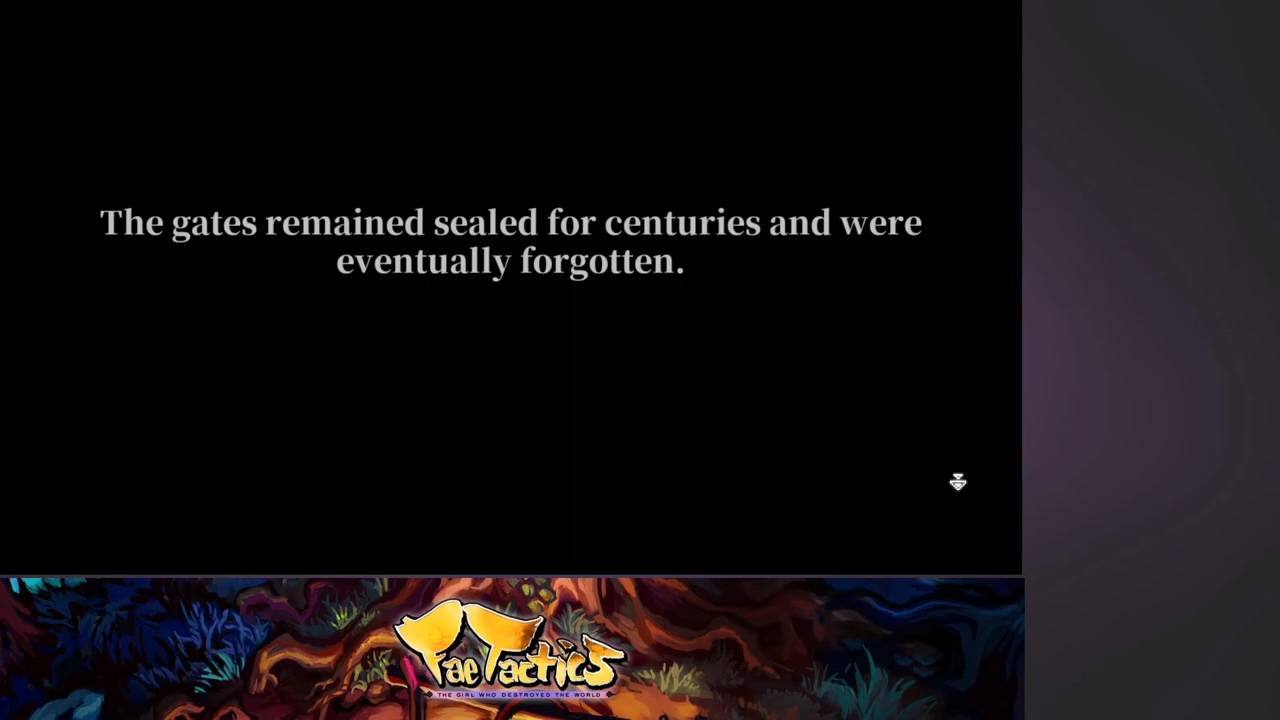 The gates remained sealed for centuries and were
eventually forgotten.
Fae Tactics
THE GIRL WHO DESTROYED THE WORLD